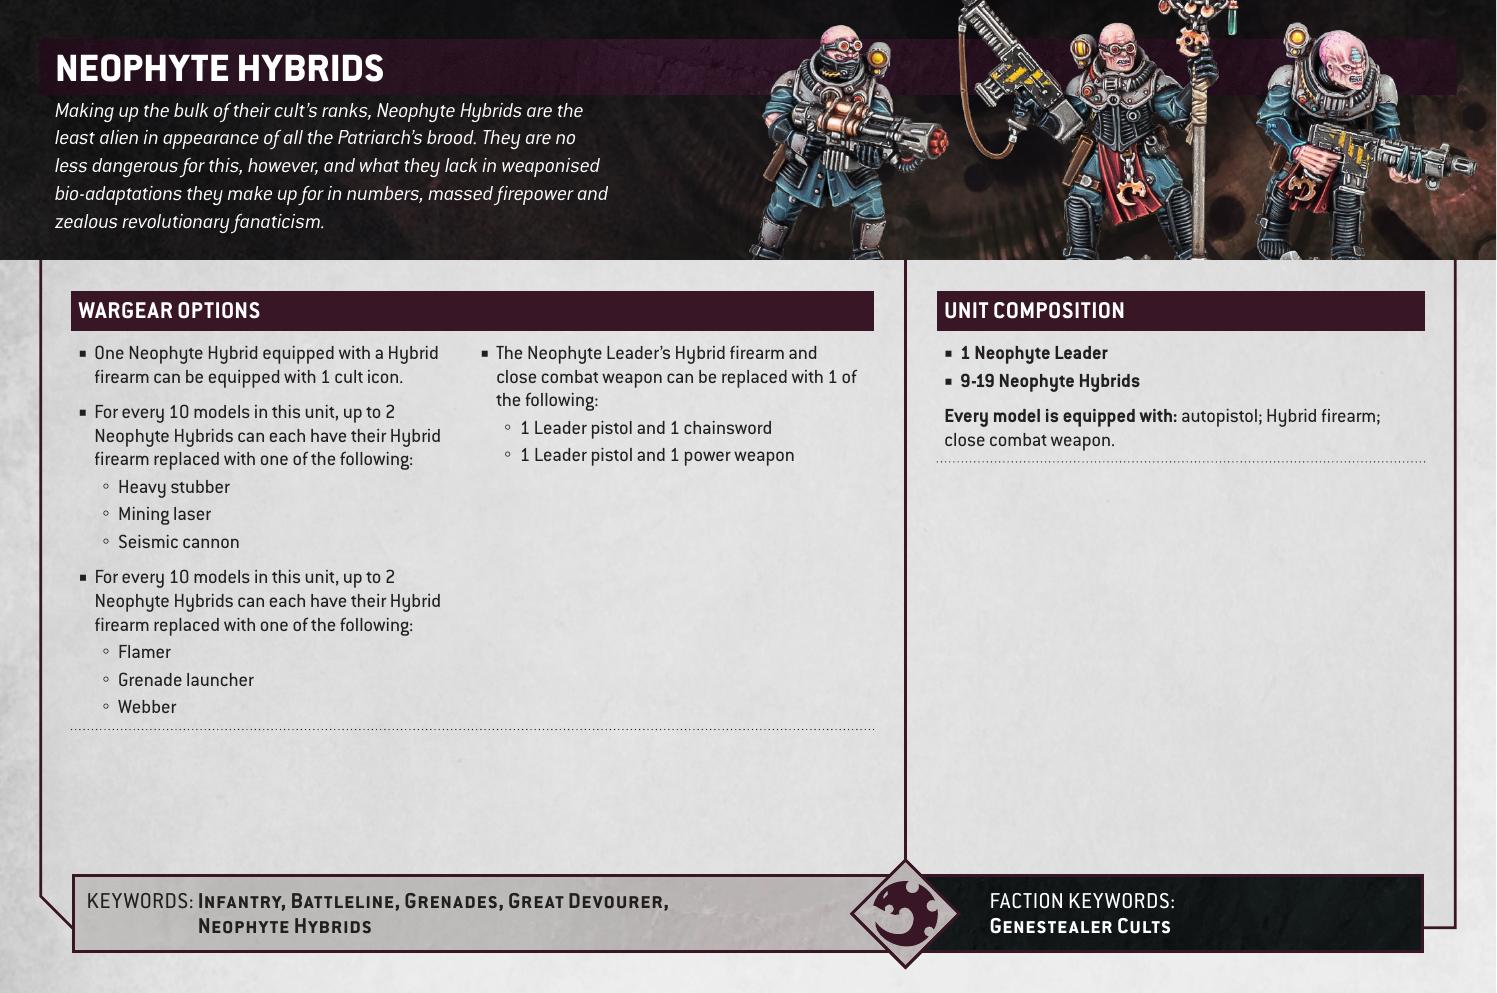 NEOPHYTE HYBRIDS
Making up the bulk of their cult's ranks, Neophyte Hybrids are the
least alien in appearance of all the Patriarch's brood. They are no
less dangerous for this, however, and what they lack in weaponised
bio-adaptations they make up for in numbers, massed firepower and
zealous revolutionary fanaticism.
WARGEAR OPTIONS
▪ One Neophyte Hybrid equipped with a Hybrid
firearm can be equipped with 1 cult icon.
▪ For every 10 models in this unit, up to 2
Neophyte Hybrids can each have their Hybrid
firearm replaced with one of the following:
◦ Heavy stubber
◦ Mining laser
◦ Seismic cannon
▪ For every 10 models in this unit, up to 2
Neophyte Hybrids can each have their Hybrid
firearm replaced with one of the following:
◦ Flamer
◦ Grenade launcher
◦ Webber
▪ The Neophyte Leader's Hybrid firearm and
close combat weapon can be replaced with 1 of
the following:
◦ 1 Leader pistol and 1 chainsword
◦ 1 Leader pistol and 1 power weapon
UNIT COMPOSITION
▪ 1 Neophyte Leader
▪ 9-19 Neophyte Hybrids
Every model is equipped with: autopistol; Hybrid firearm;
close combat weapon.
KEYWORDS: INFANTRY, BATTLELINE, GRENADES, GREAT DEVOURER,
NEOPHYTE HYBRIDS
FACTION KEYWORDS:
GENESTEALER CULTS